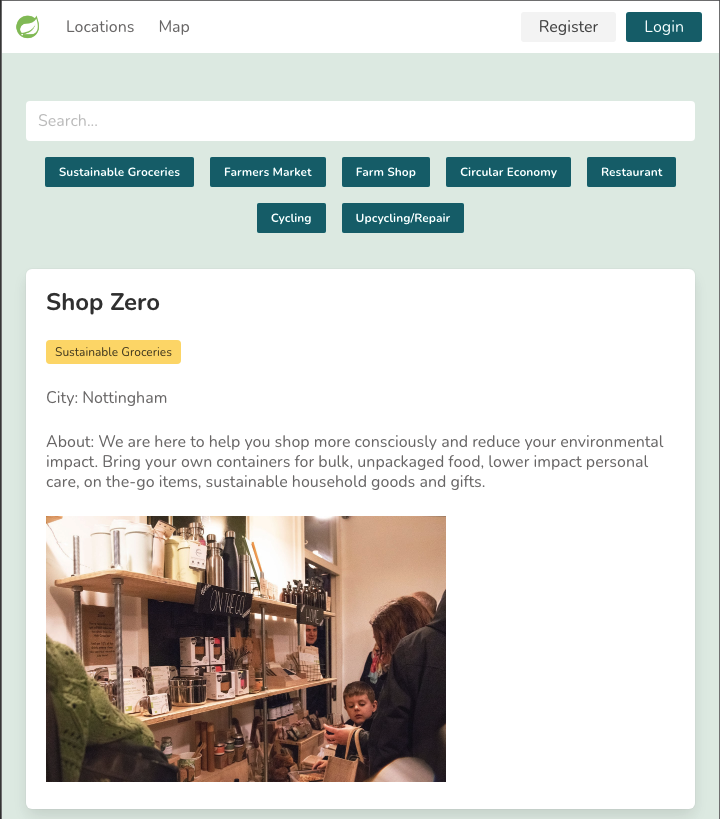 Locations Map Register Login
Search...
Sustainable Groceries Farmers Market Farm Shop Circular Economy Restaurant
Cycling Upcycling/Repair
Shop Zero
Sustainable Groceries
City: Nottingham
About: We are here to help you shop more consciously and reduce your environmental
impact. Bring your own containers for bulk, unpackaged food, lower impact personal
care, on the-go items, sustainable household goods and gifts.
ON THE GO
HOME